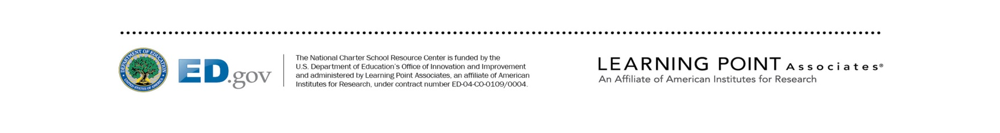 DEPARTMENT OF EDUCATION
UNITED STATES OF AMERICA
ED.gov
The National Charter School Resource Center is funded by the
U.S. Department of Education's Office of Innovation and Improvement
and administered by Learning Point Associates, an affiliate of American
Institutes for Research, under contract number ED-04-CO-0109/0004.
LEARNING POINT Associates®
An Affiliate of American Institutes for Research